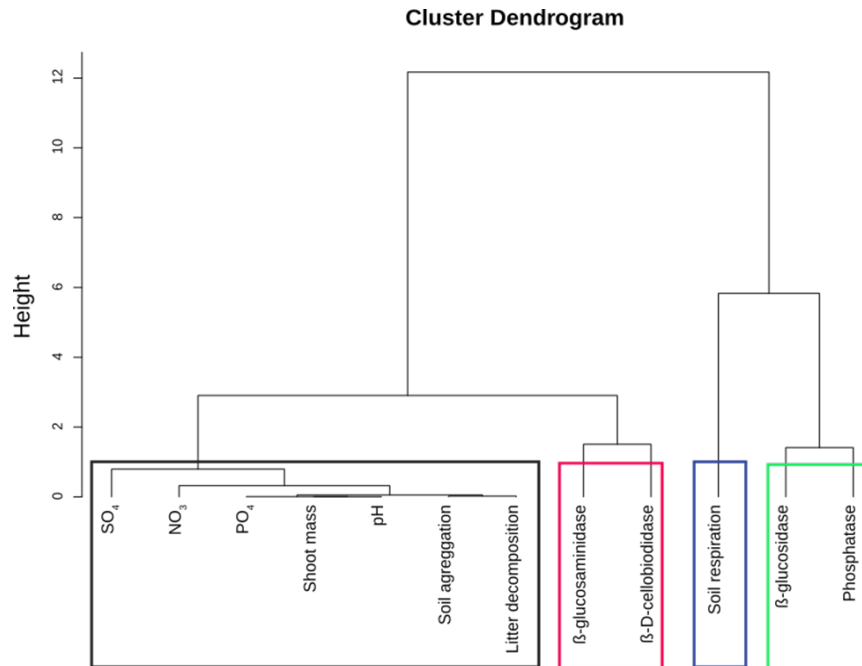 Cluster Dendrogram
Height
12
10
8
6
4
2
0
SO₄
NO₃
PO₄
Shoot mass
pH
Soil agreggation
Litter decomposition
ß-glucosaminidase
ß-D-cellobiodidase
Soil respiration
ß-glucosidase
Phosphatase